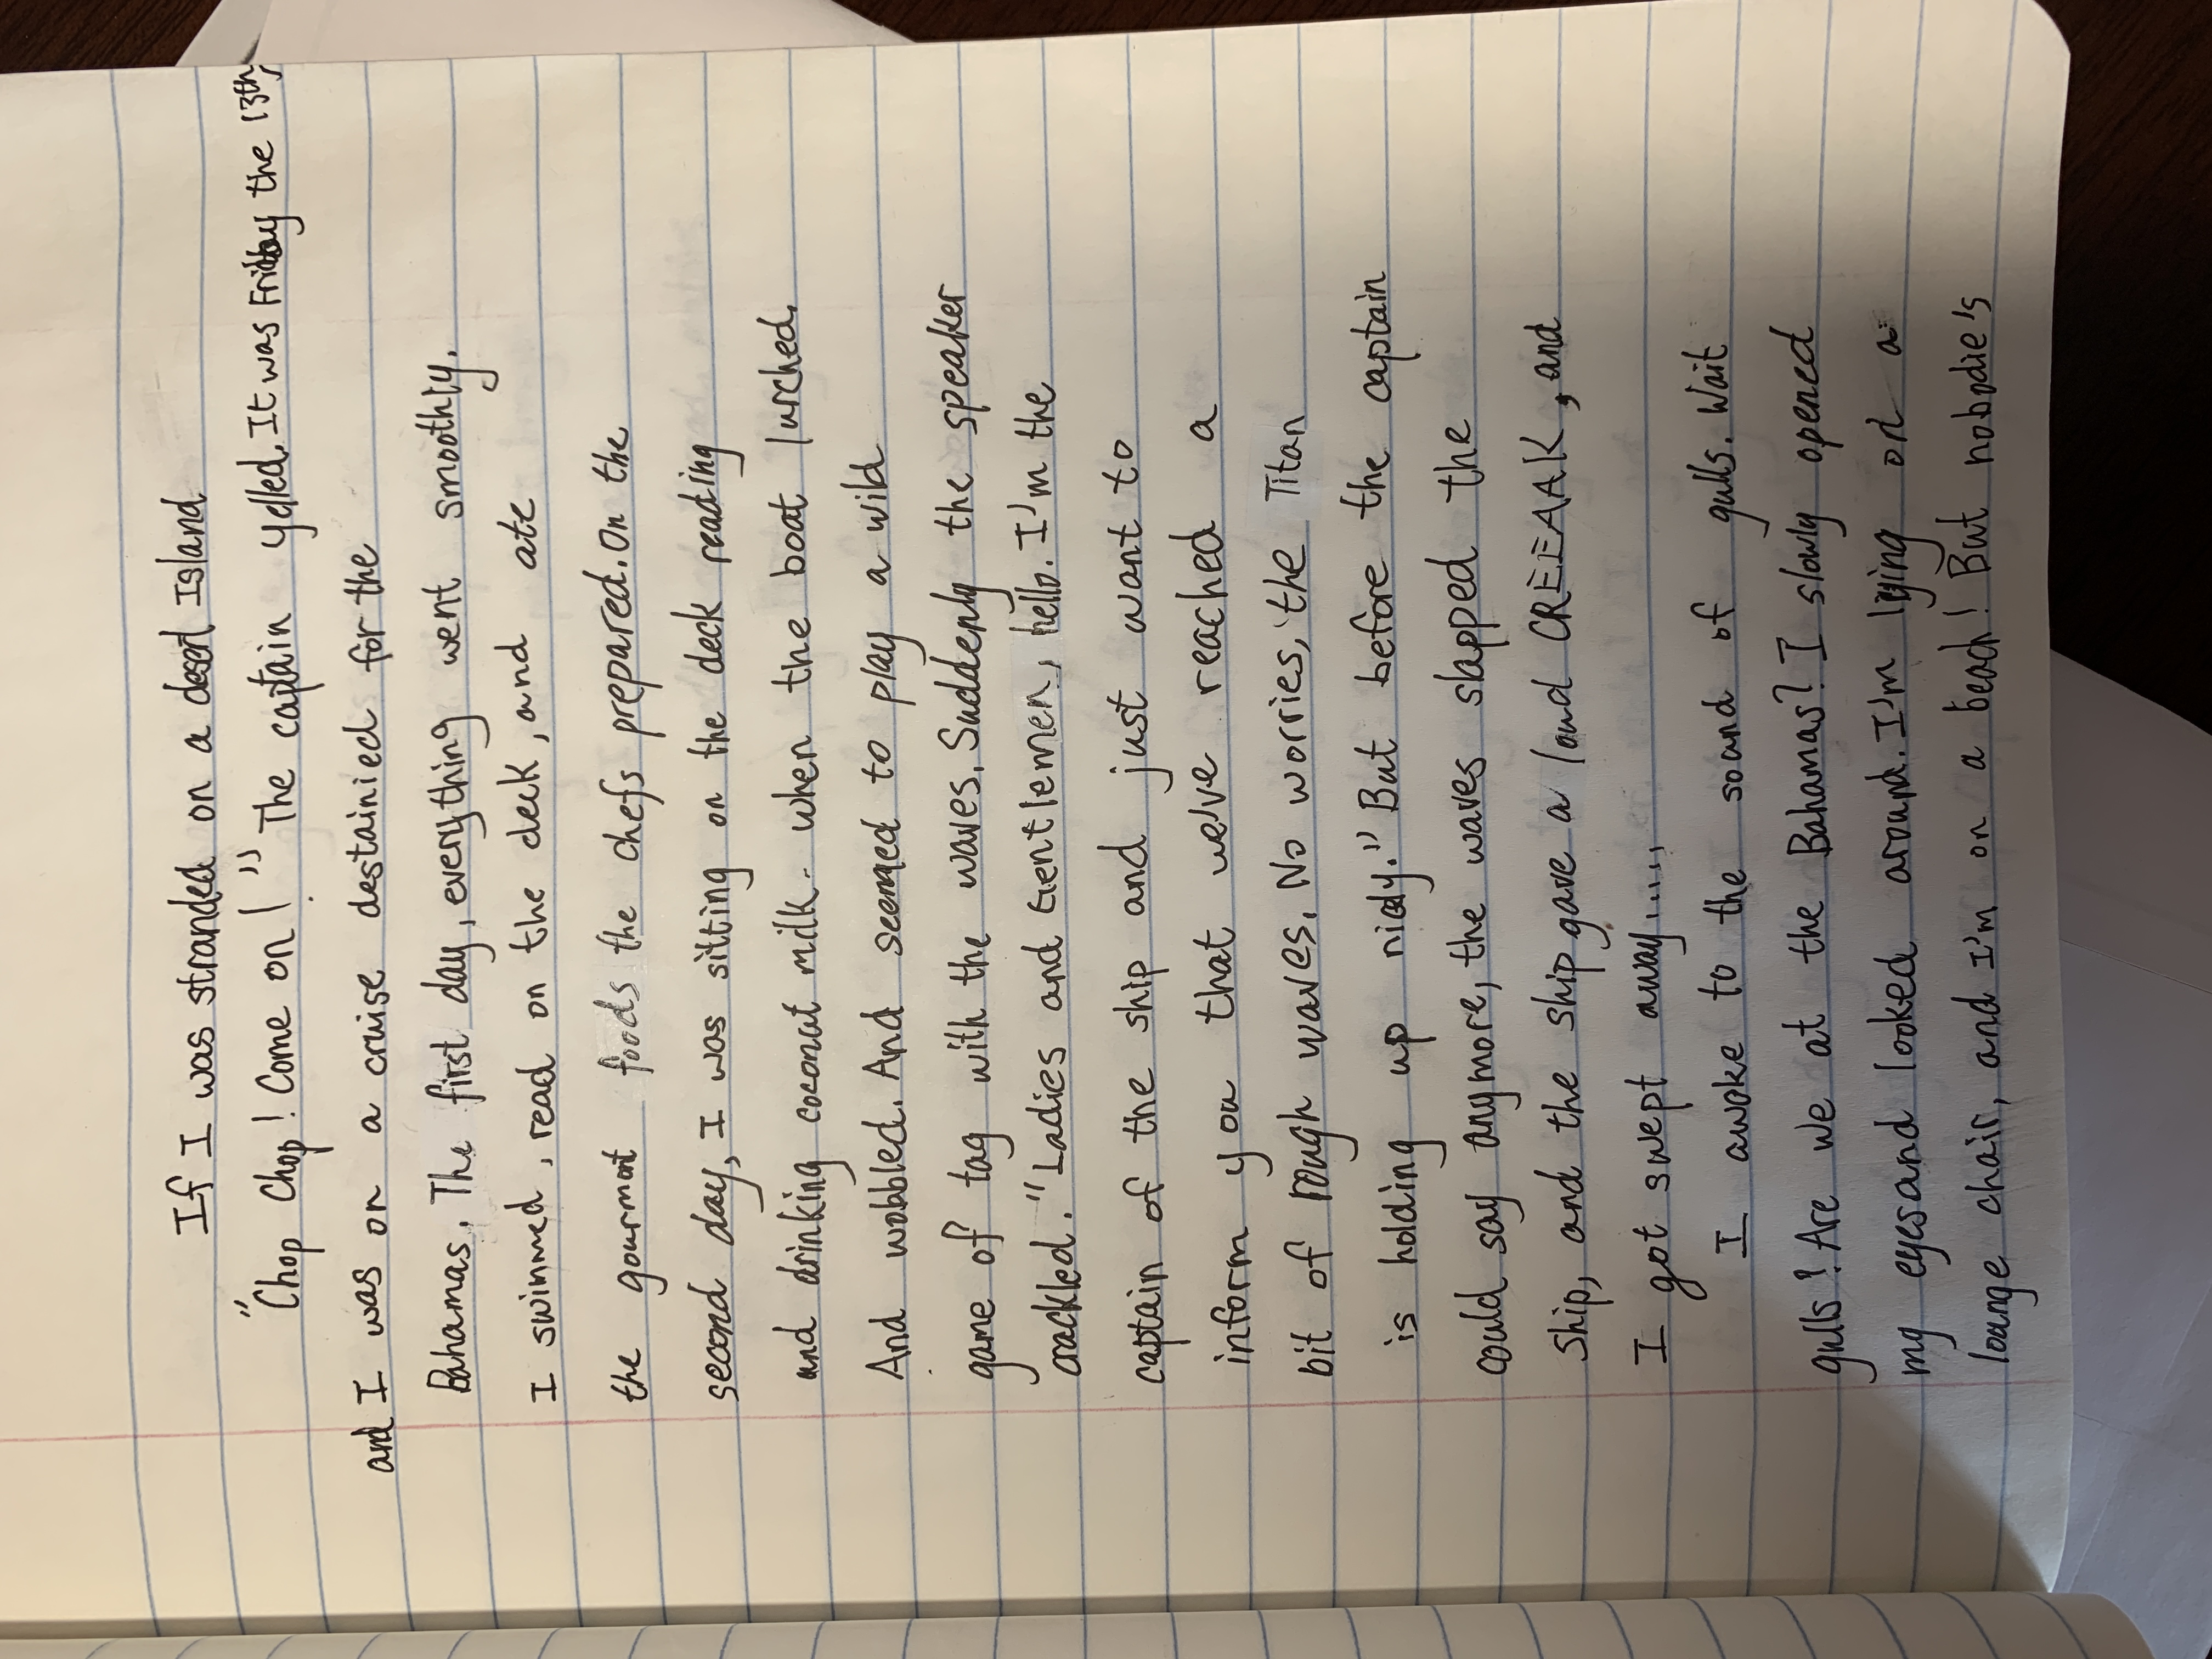 If I was stranded on a desert Island
"Chop Chop! Come on!" The captain yelled. It was Friday the 13th,
and I was on a cruise destainied for the
Bahamas. The first day, everything went smoothly.
I swimmed, read on the deck, and ate
the gourmont foods the chefs prepared. On the
second day, I was sitting on the deck reading
and drinking coconut milk - when the boat lurched.
And wobbled. And seemed to play a wild
game of tag with the waves. Suddenly the speaker
crackled. "Ladies and Gentlemen, hello. I'm the
captain of the ship and just want to
inform you that we've reached a
bit of rough waves. No worries, the Titan
is holding up nicely." But before the captain
could say anymore, the waves slapped the
ship, and the ship gave a loud CREEAAK, and
I got swept away.....
I awoke to the sound of gulls. Wait
gulls? Are we at the Bahamas? I slowly opened
my eyes and looked around. I'm lying on a
lounge chair, and I'm on a beach! But nobodie's